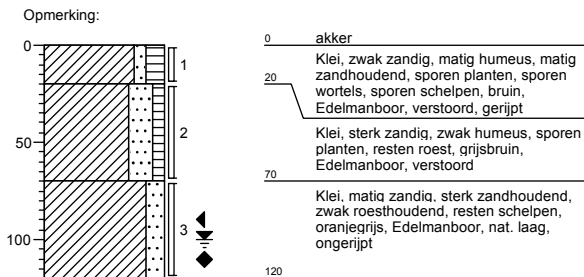 Opmerking:
0
1
2
50
3
100
0 akker
Klei, zwak zandig, matig humeus, matig
zandhoudend, sporen planten, sporen
wortels, sporen schelpen, bruin,
Edelmanboor, verstoord, gerijpt
20
Klei, sterk zandig, zwak humeus, sporen
planten, resten roest, grijsbruin,
Edelmanboor, verstoord
70
Klei, matig zandig, sterk zandhoudend,
zwak roesthoudend, resten schelpen,
oranjegrijs, Edelmanboor, nat. laag,
ongerijpt
120